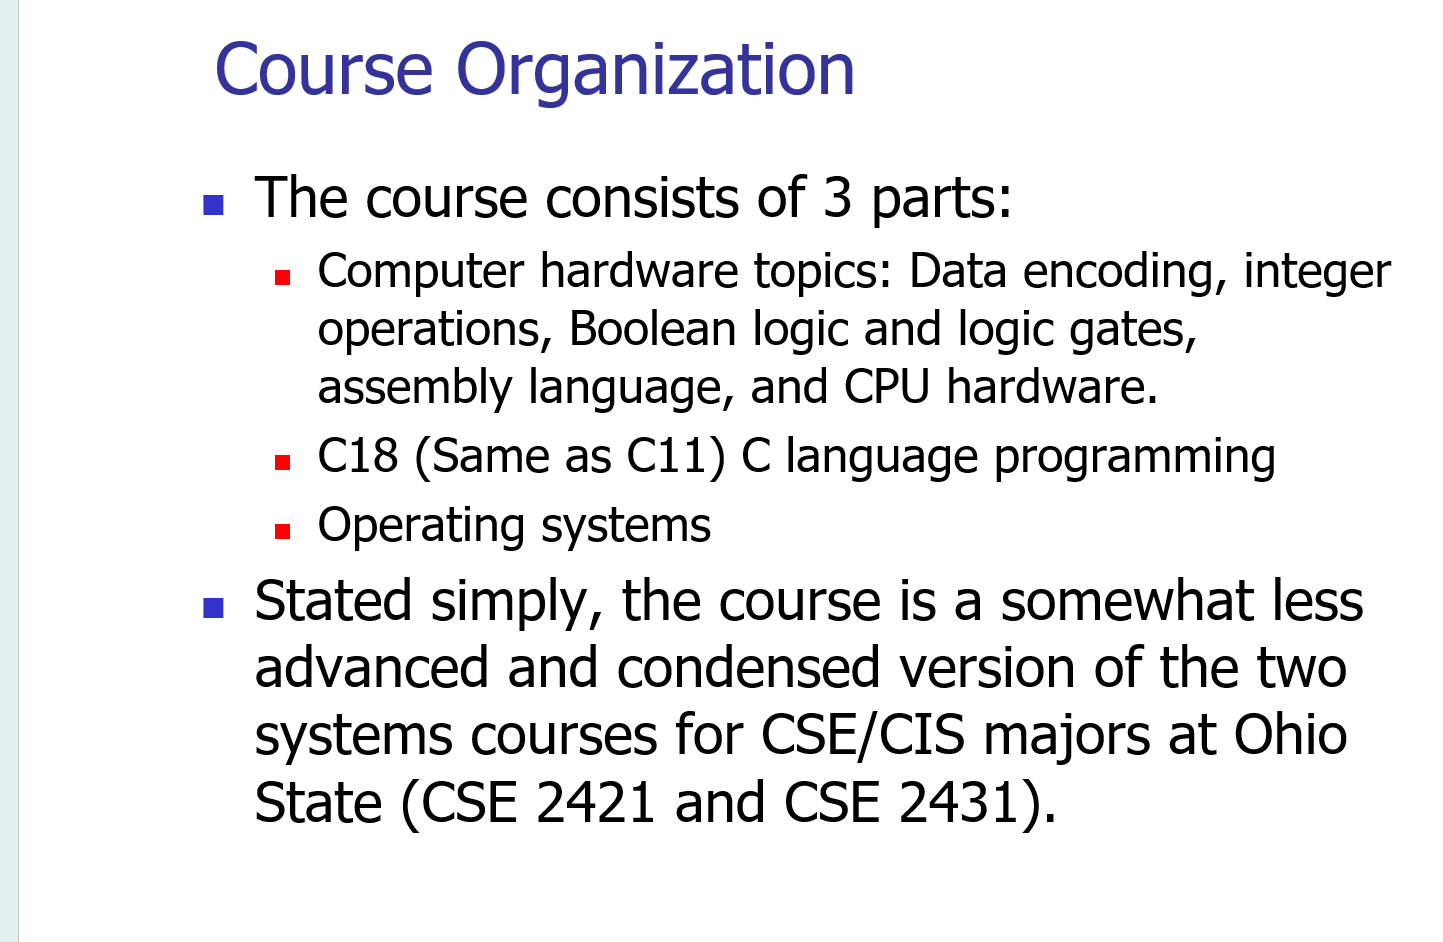 Course Organization
The course consists of 3 parts:
Computer hardware topics: Data encoding, integer
operations, Boolean logic and logic gates,
assembly language, and CPU hardware.
C18 (Same as C11) C language programming
Operating systems
Stated simply, the course is a somewhat less
advanced and condensed version of the two
systems courses for CSE/CIS majors at Ohio
State (CSE 2421 and CSE 2431).